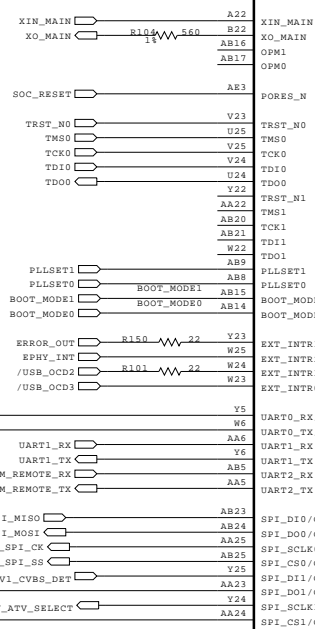 XIN_MAIN A22 XIN_MAIN
XO_MAIN R104 560 B22 XO_MAIN
1%
AB16 OPM1
AB17 OPM0
SOC_RESET AE3 PORES_N
TRST_N0 V23 TRST_N0
TMS0 U25 TMS0
TCK0 V25 TCK0
TDI0 V24 TDI0
TDO0 U24 TDO0
Y22 TRST_N1
AA22 TMS1
AB20 TCK1
AB21 TDI1
W22 TDO1
PLLSET1 AB9 PLLSET1
PLLSET0 AB8 PLLSET0
BOOT_MODE1 BOOT_MODE1 AB15 BOOT_MOD
BOOT_MODE0 BOOT_MODE0 AB14 BOOT_MOD
ERROR_OUT R150 22 Y23 EXT_INTR
EPHY_INT W25 EXT_INTR
/USB_OCD2 R101 22 W24 EXT_INTR
/USB_OCD3 W23 EXT_INTR
Y5 UART0_RX
W6 UART0_TX
UART1_RX AA6 UART1_RX
UART1_TX Y6 UART1_TX
M_REMOTE_RX AB5 UART2_RX
M_REMOTE_TX AA5 UART2_TX
I_MISO AB23 SPI_DI0/
I_MOSI AB24 SPI_DO0/
_SPI_CK AA25 SPI_SCLK
_SPI_SS AB25 SPI_CS0/
V1_CVBS_DET Y25 SPI_DI1/
AA23 SPI_DO1/
_ATV_SELECT Y24 SPI_SCLK
AA24 SPI_CS1/